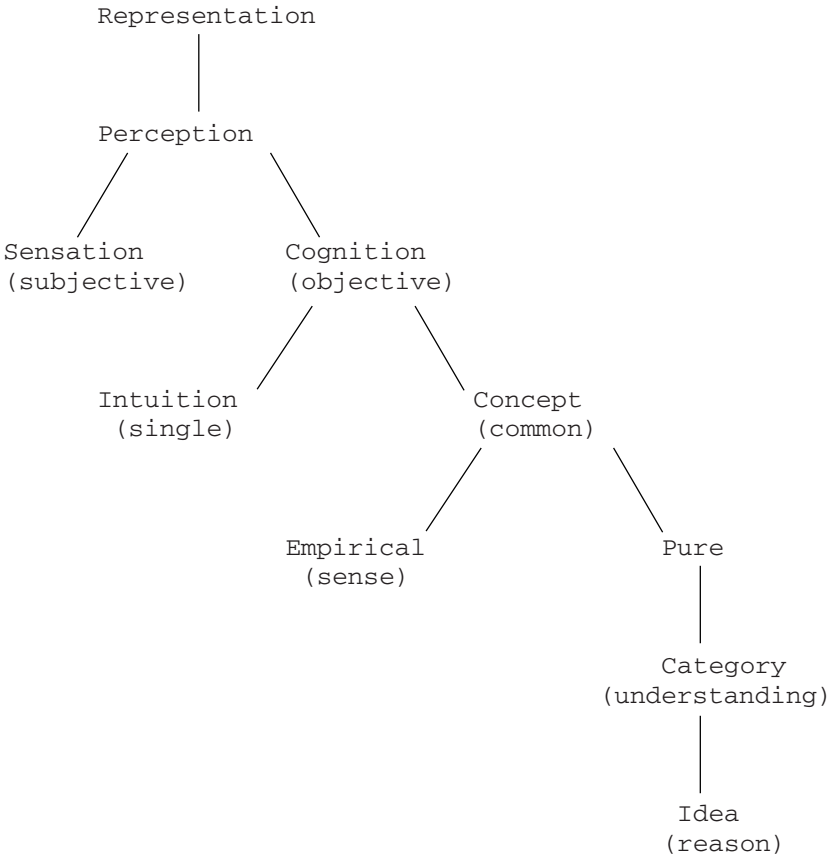 Representation
Perception
Sensation
(subjective)
Cognition
(objective)
Intuition
(single)
Concept
(common)
Empirical
(sense)
Pure
Category
(understanding)
Idea
(reason)